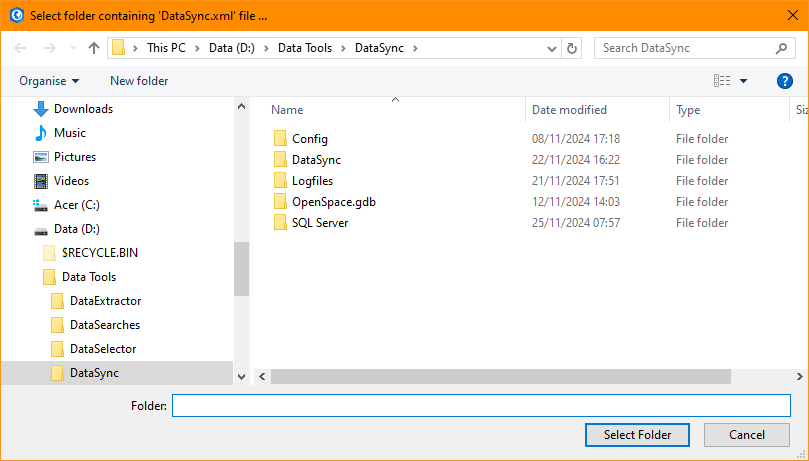 Select folder containing 'DataSync.xml' file ...
This PC > Data (D:) > Data Tools > DataSync >
Search DataSync
Organise New folder
Name Date modified Type Siz
Downloads
Music
Pictures
Videos
Acer (C:)
Data (D:)
$RECYCLE.BIN
Data Tools
DataExtractor
DataSearches
DataSelector
DataSync
Config 08/11/2024 17:18 File folder
DataSync 22/11/2024 16:22 File folder
Logfiles 21/11/2024 17:51 File folder
OpenSpace.gdb 12/11/2024 14:03 File folder
SQL Server 25/11/2024 07:57 File folder
Folder:
Select Folder Cancel